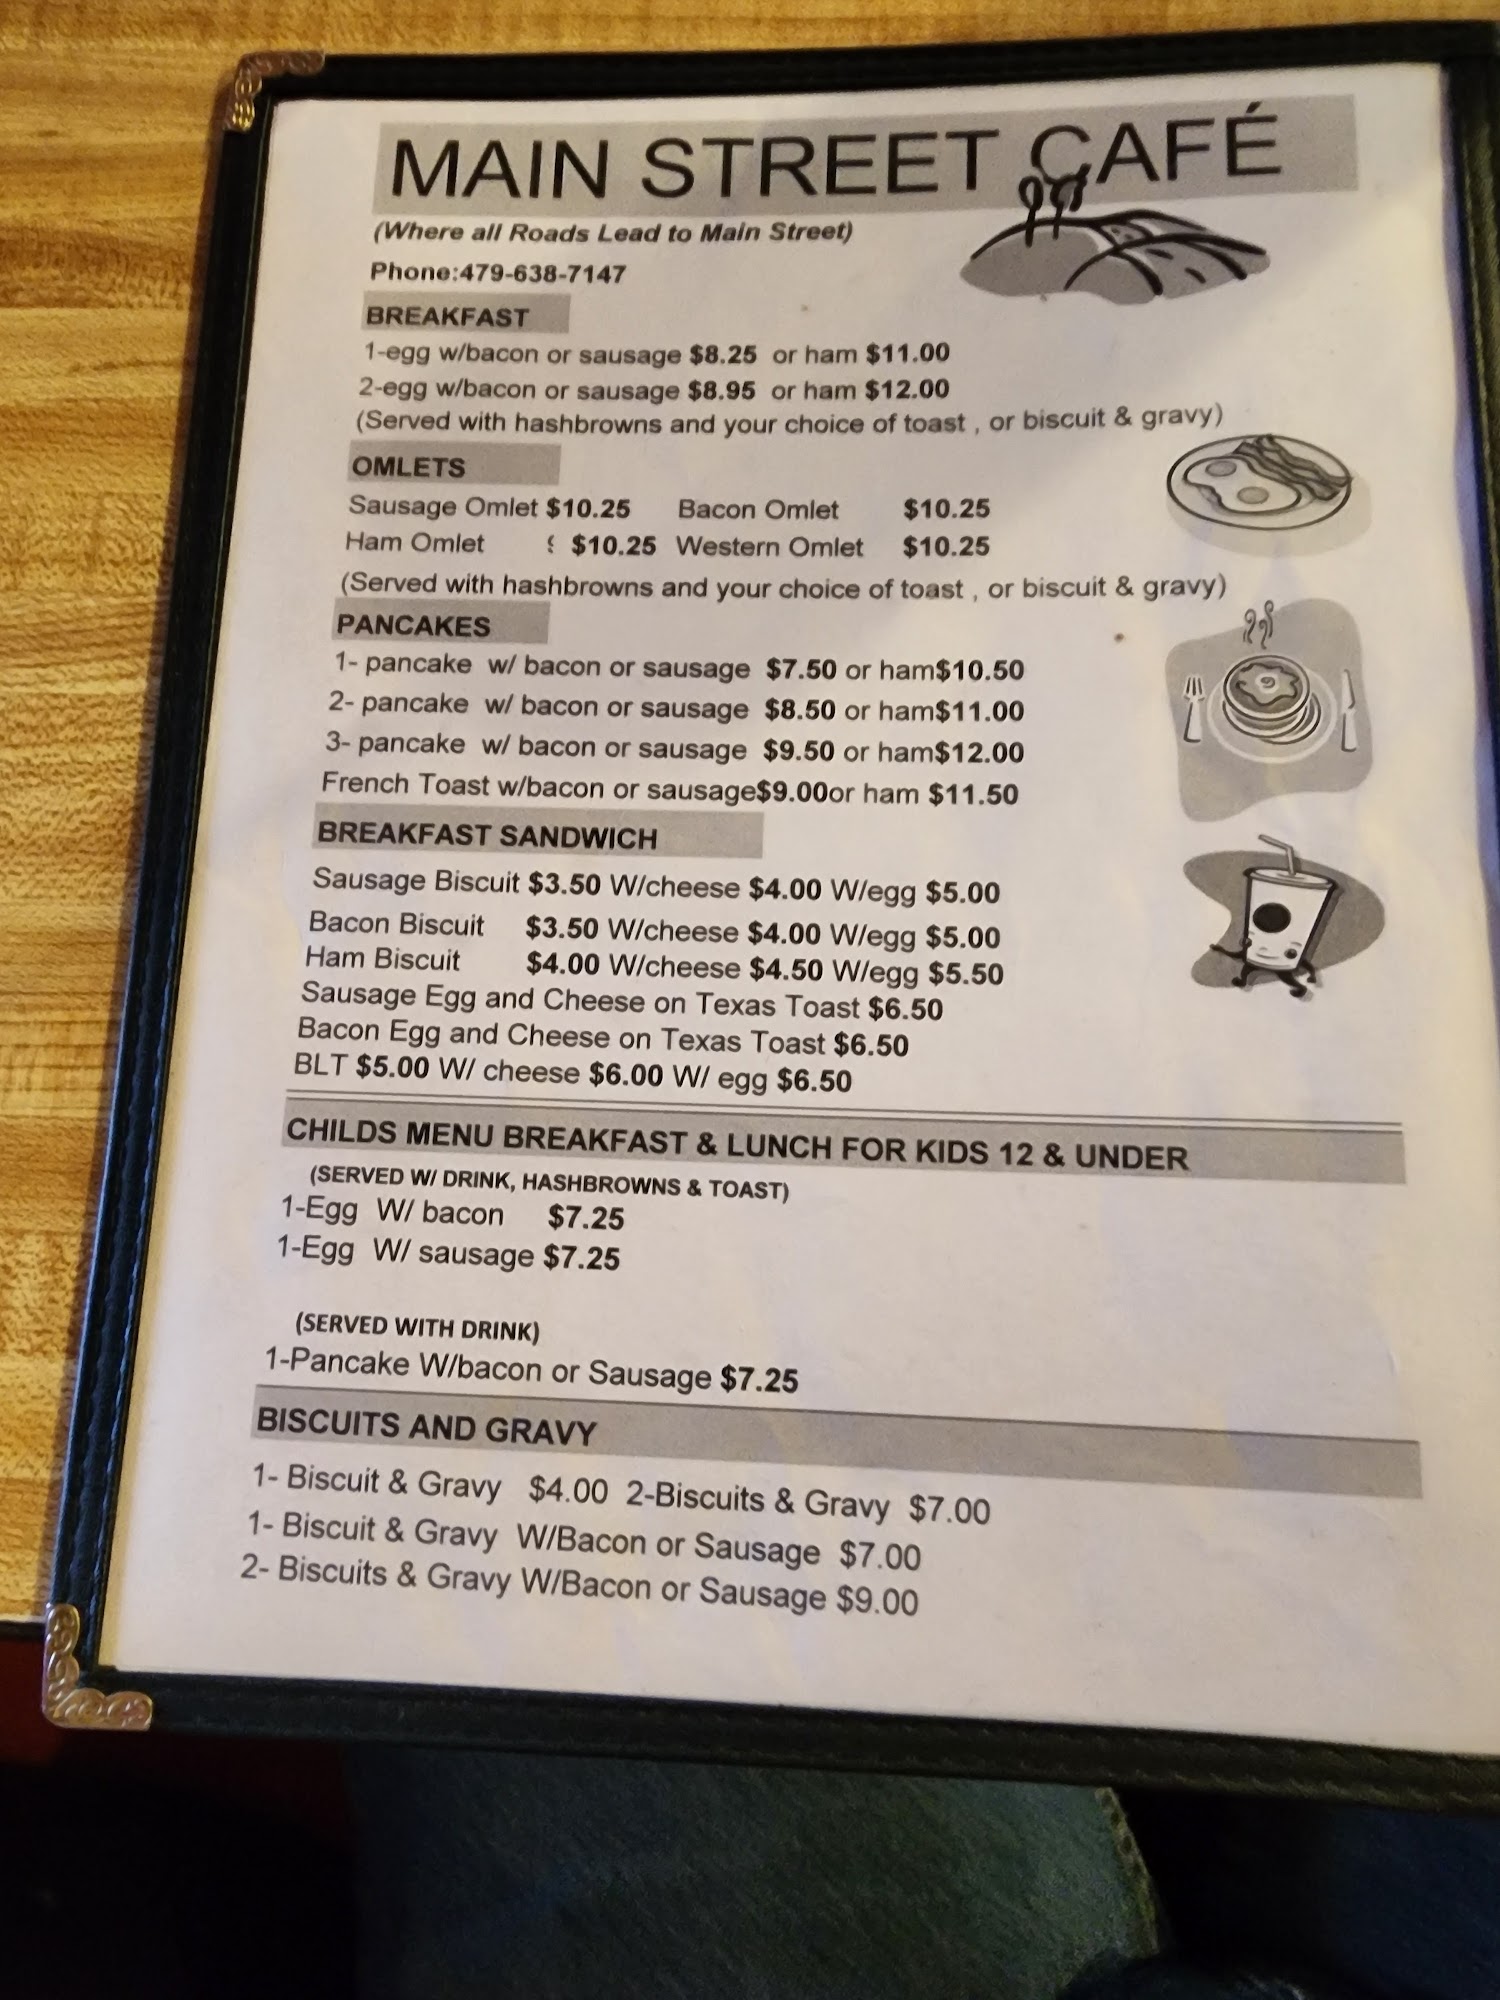 MAIN STREET CAFÉ
(Where all Roads Lead to Main Street)
Phone:479-638-7147
BREAKFAST
1-egg w/bacon or sausage $8.25 or ham $11.00
2-egg w/bacon or sausage $8.95 or ham $12.00
(Served with hashbrowns and your choice of toast , or biscuit & gravy)
OMLETS
Sausage Omlet $10.25 Bacon Omlet $10.25
Ham Omlet $10.25 Western Omlet $10.25
(Served with hashbrowns and your choice of toast , or biscuit & gravy)
PANCAKES
1- pancake w/ bacon or sausage $7.50 or ham$10.50
2- pancake w/ bacon or sausage $8.50 or ham$11.00
3- pancake w/ bacon or sausage $9.50 or ham$12.00
French Toast w/bacon or sausage$9.00or ham $11.50
BREAKFAST SANDWICH
Sausage Biscuit $3.50 W/cheese $4.00 W/egg $5.00
Bacon Biscuit $3.50 W/cheese $4.00 W/egg $5.00
Ham Biscuit $4.00 W/cheese $4.50 W/egg $5.50
Sausage Egg and Cheese on Texas Toast $6.50
Bacon Egg and Cheese on Texas Toast $6.50
BLT $5.00 W/ cheese $6.00 W/ egg $6.50
CHILDS MENU BREAKFAST & LUNCH FOR KIDS 12 & UNDER
(SERVED W/ DRINK, HASHBROWNS & TOAST)
1-Egg W/ bacon $7.25
1-Egg W/ sausage $7.25
(SERVED WITH DRINK)
1-Pancake W/bacon or Sausage $7.25
BISCUITS AND GRAVY
1- Biscuit & Gravy $4.00 2-Biscuits & Gravy $7.00
1- Biscuit & Gravy W/Bacon or Sausage $7.00
2- Biscuits & Gravy W/Bacon or Sausage $9.00